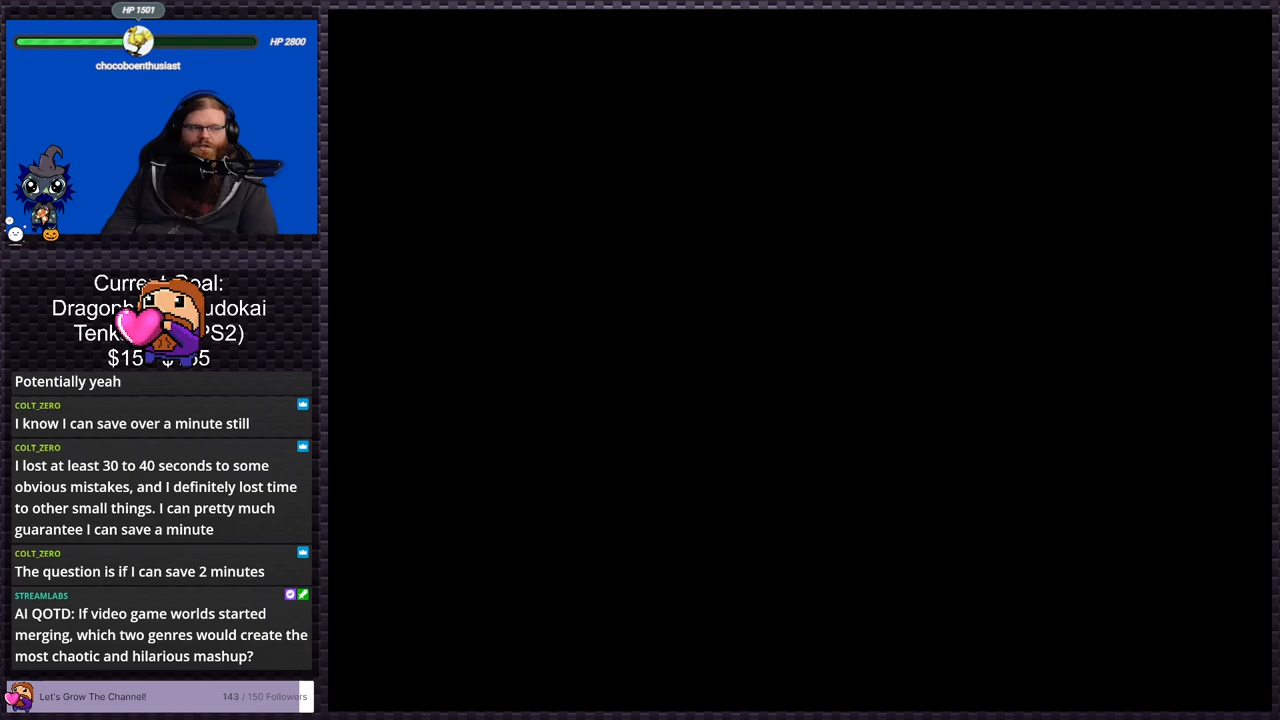 HP 1501
HP 2800
chocoboenthusiast
Current Goal:
udokai
PS2)
$15
Potentially yeah
COLT_ZERO
I know I can save over a minute still
COLT_ZERO
I lost at least 30 to 40 seconds to some
obvious mistakes, and I definitely lost time
to other small things. I can pretty much
guarantee I can save a minute
COLT_ZERO
The question is if I can save 2 minutes
STREAMLABS
AI QOTD: If video game worlds started
merging, which two genres would create the
most chaotic and hilarious mashup?
Let's Grow The Channel!
143 / 150 Followers